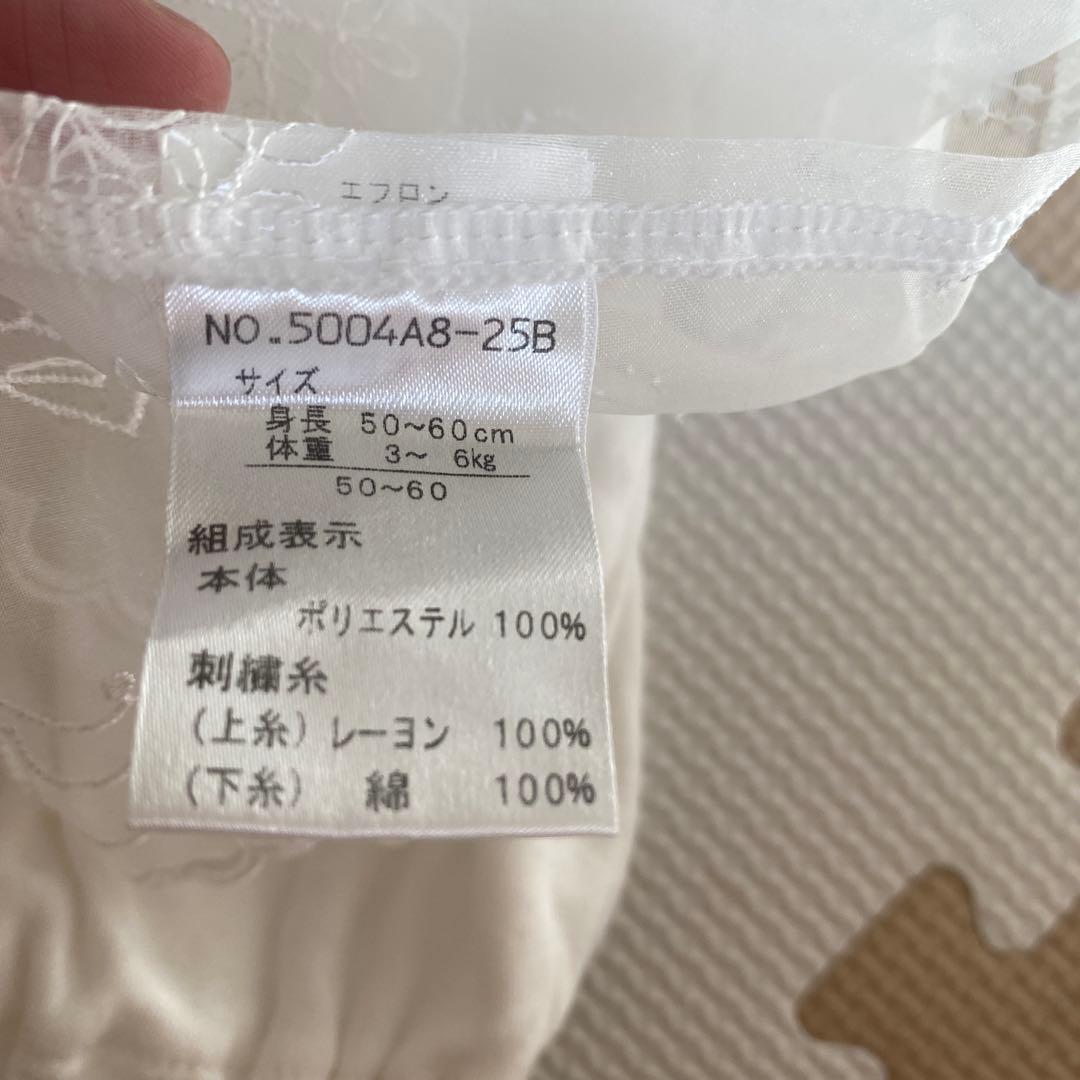 エプロン
NO.5004A8-25B
サイズ
身長 50~60cm
体重 3~ 6kg
50~60
組成表示
本体
ポリエステル 100%
刺繍糸
(上糸) レーヨン 100%
(下糸) 綿 100%